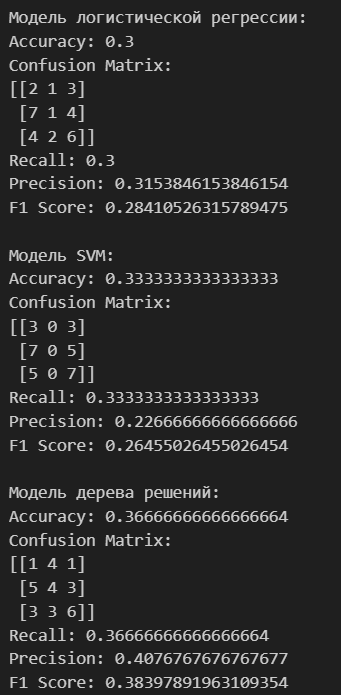 Модель логистической регрессии:
Accuracy: 0.3
Confusion Matrix:
[[2 1 3]
 [7 1 4]
 [4 2 6]]
Recall: 0.3
Precision: 0.3153846153846154
F1 Score: 0.28410526315789475

Модель SVM:
Accuracy: 0.3333333333333333
Confusion Matrix:
[[3 0 3]
 [7 0 5]
 [5 0 7]]
Recall: 0.3333333333333333
Precision: 0.22666666666666666
F1 Score: 0.26455026455026454

Модель дерева решений:
Accuracy: 0.36666666666666664
Confusion Matrix:
[[1 4 1]
 [5 4 3]
 [3 3 6]]
Recall: 0.36666666666666664
Precision: 0.4076767676767677
F1 Score: 0.38397891963109354